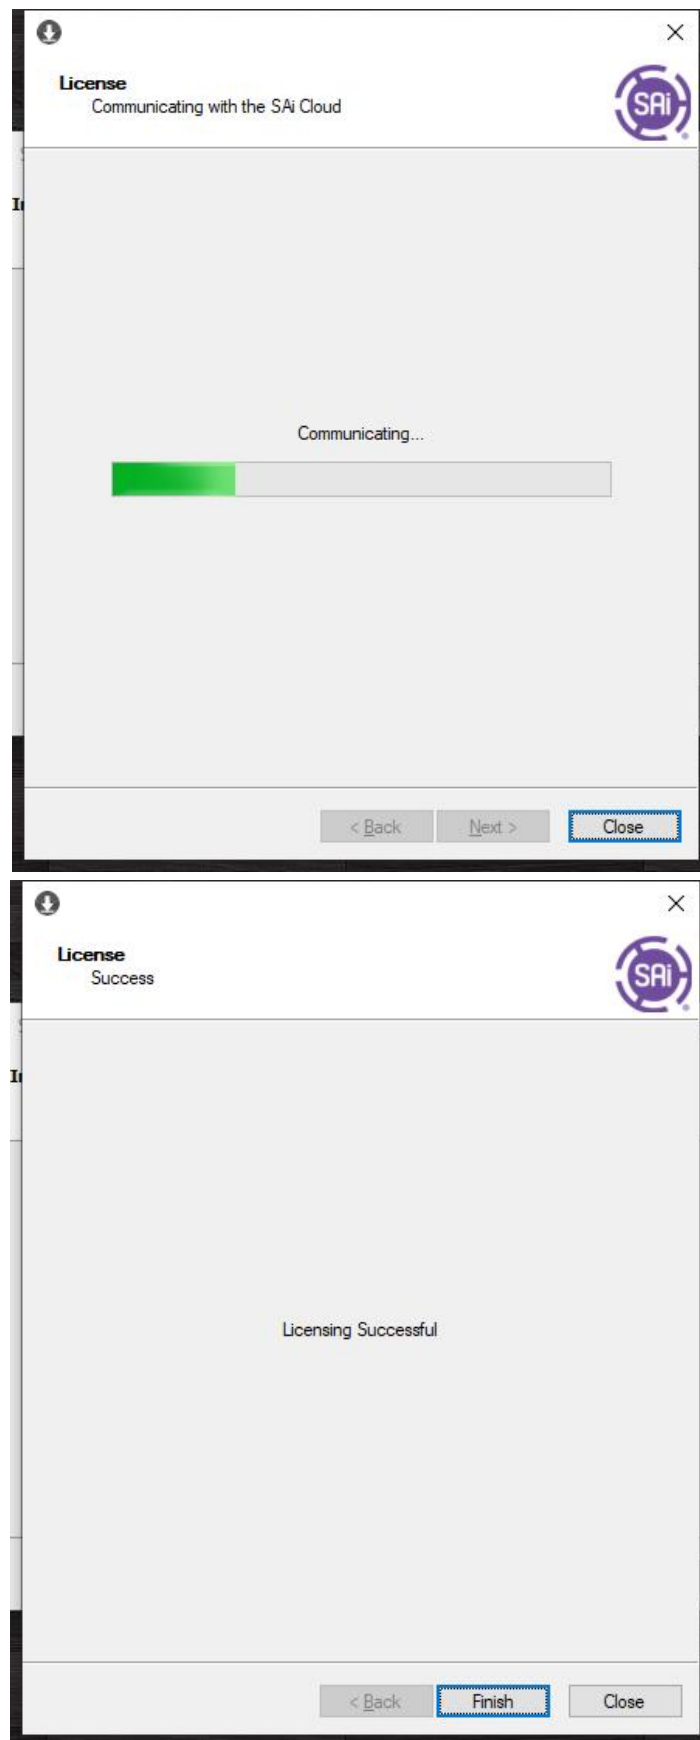 License
Communicating with the SAi Cloud
SAi
Communicating...
< Back Next > Close
License
Success
SAi
Licensing Successful
< Back Finish Close